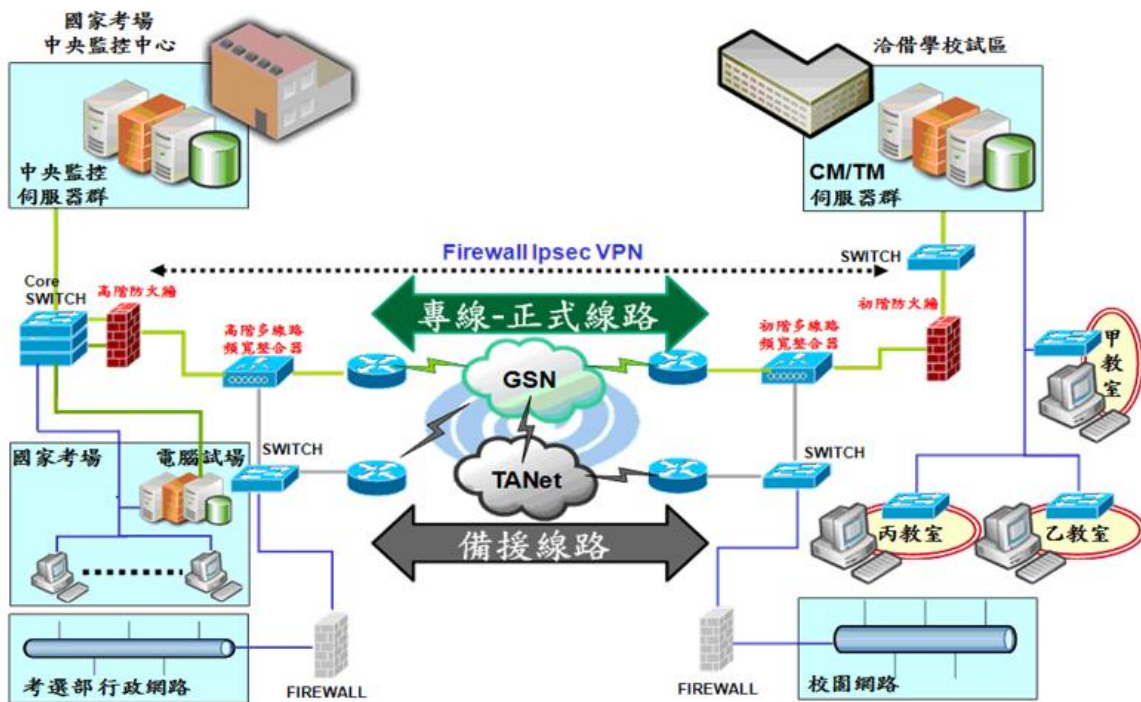 國家考場
中央監控中心
洽借學校試區
中央監控
伺服器群
CM/TM
伺服器群
Firewall Ipsec VPN
SWITCH
Core
SWITCH
高階防火牆
專線-正式線路
初階防火牆
高階多線路
頻寬整合器
初階多線路
頻寬整合器
GSN
甲教室
SWITCH
SWITCH
國家考場
電腦試場
TANet
備援線路
丙教室
乙教室
考選部行政網路
FIREWALL
FIREWALL
校園網路